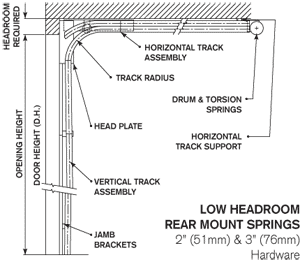 HEADROOM
REQUIRED
HORIZONTAL TRACK
ASSEMBLY
TRACK RADIUS
DRUM & TORSION
SPRINGS
HEAD PLATE
HORIZONTAL
TRACK SUPPORT
OPENING HEIGHT
DOOR HEIGHT (D.H.)
VERTICAL TRACK
ASSEMBLY
JAMB
BRACKETS
LOW HEADROOM
REAR MOUNT SPRINGS
2" (51mm) & 3" (76mm)
Hardware